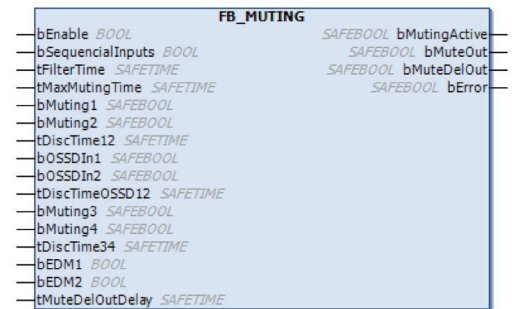 FB_MUTING
bEnable BOOL SAFEBOOL bMutingActive
bSequencialInputs BOOL SAFEBOOL bMuteOut
tFilterTime SAFETIME SAFEBOOL bMuteDelOut
tMaxMutingTime SAFETIME SAFEBOOL bError
bMuting1 SAFEBOOL
bMuting2 SAFEBOOL
tDiscTime12 SAFETIME
bOSSDIn1 SAFEBOOL
bOSSDIn2 SAFEBOOL
tDiscTimeOSSD12 SAFETIME
bMuting3 SAFEBOOL
bMuting4 SAFEBOOL
tDiscTime34 SAFETIME
bEDM1 BOOL
bEDM2 BOOL
tMuteDelOutDelay SAFETIME